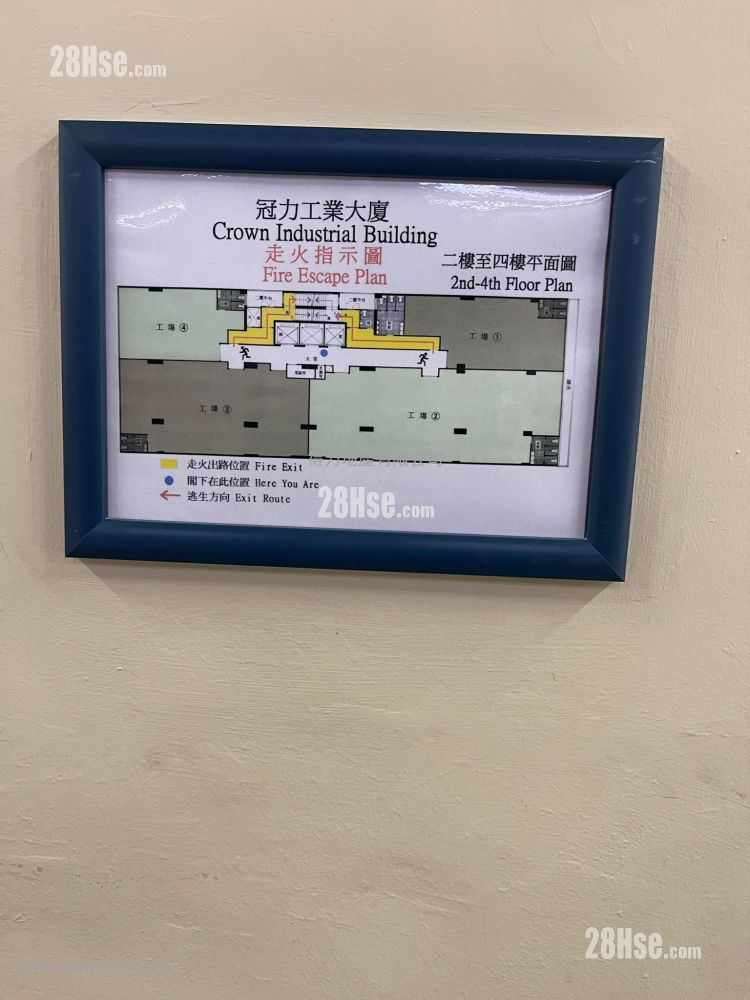 28Hse.com
冠力工業大廈
Crown Industrial Building
走火指示圖
Fire Escape Plan
二樓至四樓平面圖
2nd-4th Floor Plan
工場④
工場①
大堂
工場③
工場②
走火出路位置 Fire Exit
閣下在此位置 Here You Are
逃生方向 Exit Route
28Hse.com
28Hse.com